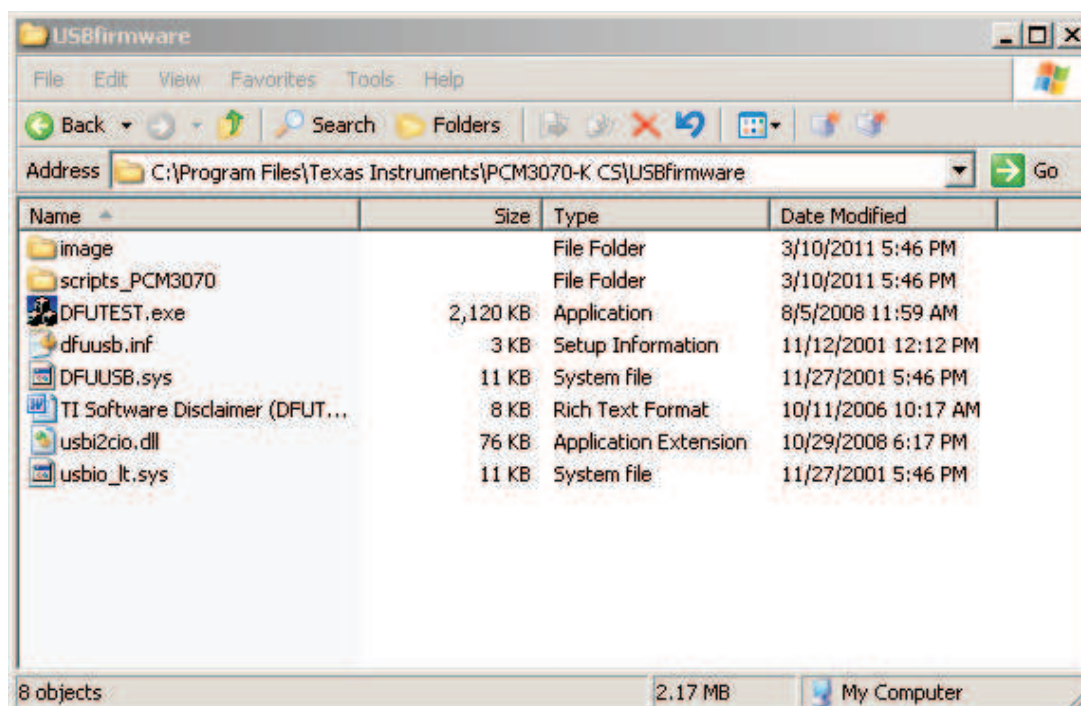 USBfirmware
File Edit View Favorites Tools Help
Back Search Folders
Address C:\Program Files\Texas Instruments\PCM3070-K CS\USBfirmware Go
Name Size Type Date Modified
image File Folder 3/10/2011 5:46 PM
scripts_PCM3070 File Folder 3/10/2011 5:46 PM
DFUTEST.exe 2,120 KB Application 8/5/2008 11:59 AM
dfuusb.inf 3 KB Setup Information 11/12/2001 12:12 PM
DFUUSB.sys 11 KB System file 11/27/2001 5:46 PM
TI Software Disclaimer (DFUT... 8 KB Rich Text Format 10/11/2006 10:17 AM
usbi2cio.dll 76 KB Application Extension 10/29/2008 6:17 PM
usbio_lt.sys 11 KB System file 11/27/2001 5:46 PM
8 objects 2.17 MB My Computer